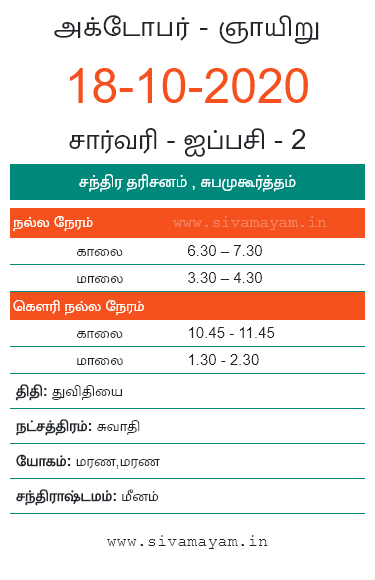 அக்டோபர் - ஞாயிறு
18-10-2020
சார்வரி - ஐப்பசி - 2
சந்திர தரிசனம் , சுபமுகூர்த்தம்
நல்ல நேரம் www.sivamayam.in
காலை 6.30 – 7.30
மாலை 3.30 – 4.30
கௌரி நல்ல நேரம்
காலை 10.45 - 11.45
மாலை 1.30 - 2.30
திதி: துவிதியை
நட்சத்திரம்: சுவாதி
யோகம்: மரண,மரண
சந்திராஷ்டமம்: மீனம்
www.sivamayam.in